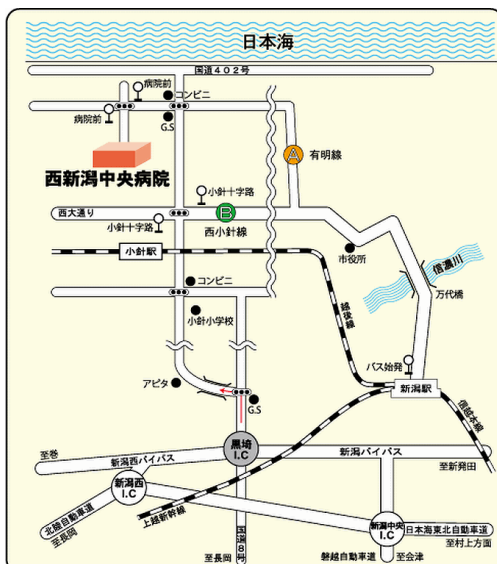 日本海
国道402号
病院前
コンビニ
病院前
G.S
西新潟中央病院
A
有明線
小針十字路
西大通り
B
小針十字路
西小針線
小針駅
市役所
信濃川
万代橋
コンビニ
小針小学校
越後線
バス始発
アピタ
G.S
新潟駅
信越本線
黒埼
I.C
至巻
新潟西バイパス
新潟バイパス
至新発田
新潟西
I.C
北陸自動車道
至長岡
上越新幹線
国道8号
至長岡
新潟中央
I.C
日本海東北自動車道
至村上方面
磐越自動車道
至会津